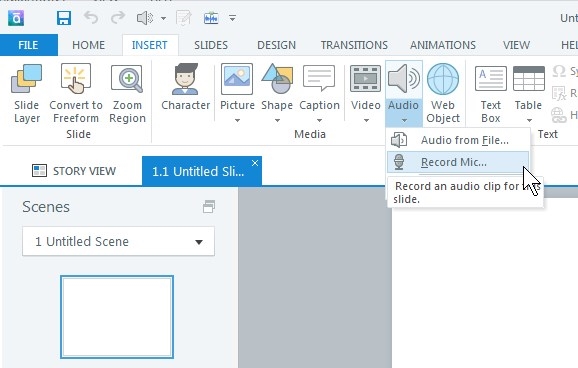 Unt
FILE HOME INSERT SLIDES DESIGN TRANSITIONS ANIMATIONS VIEW HEL
Slide Layer Convert to Freeform Zoom Region Character Picture Shape Caption Video Audio Web Object Text Box Table
Slide Media Text
Audio from File...
Record Mic...
Record an audio clip for
slide.
STORY VIEW 1.1 Untitled Sli...
Scenes
1 Untitled Scene